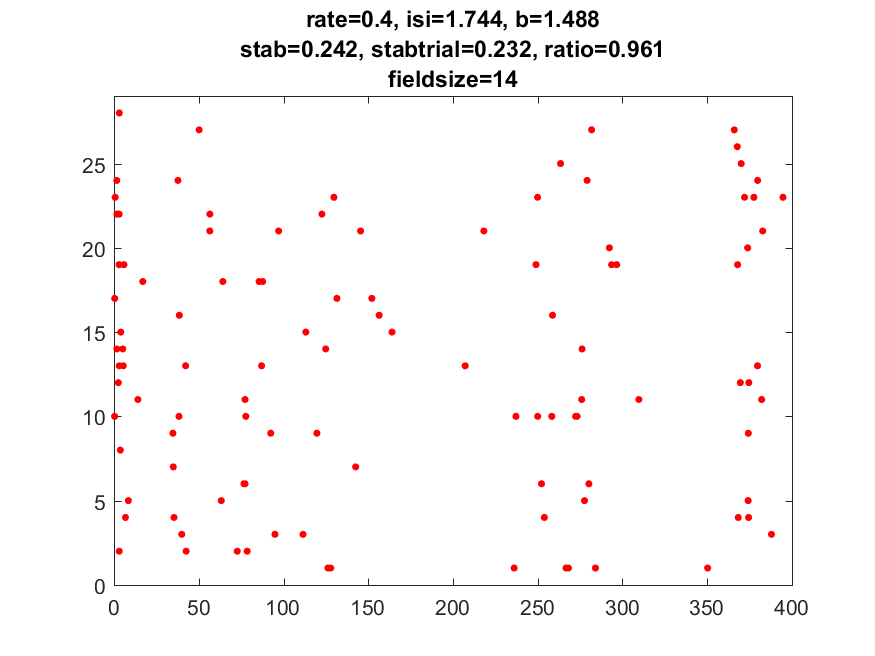 rate=0.4, isi=1.744, b=1.488
stab=0.242, stabtrial=0.232, ratio=0.961
fieldsize=14
25
20
15
10
5
0
0 50 100 150 200 250 300 350 400